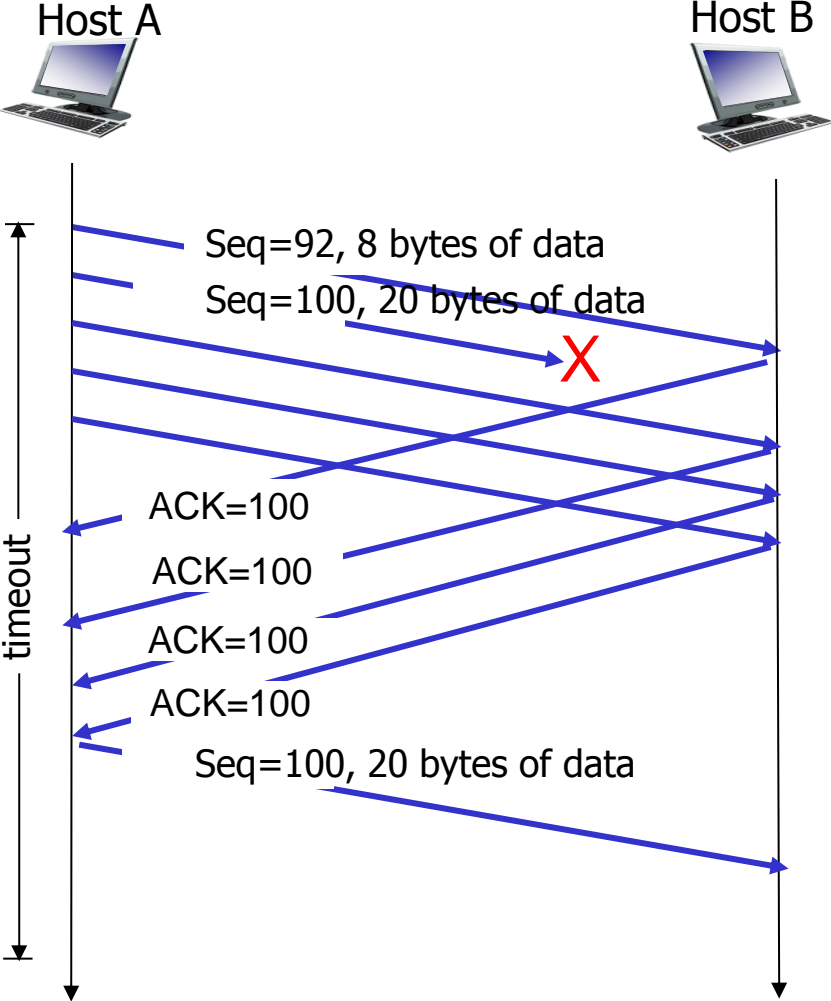 Host A
Host B
Seq=92, 8 bytes of data
Seq=100, 20 bytes of data
X
ACK=100
timeout
ACK=100
ACK=100
ACK=100
Seq=100, 20 bytes of data